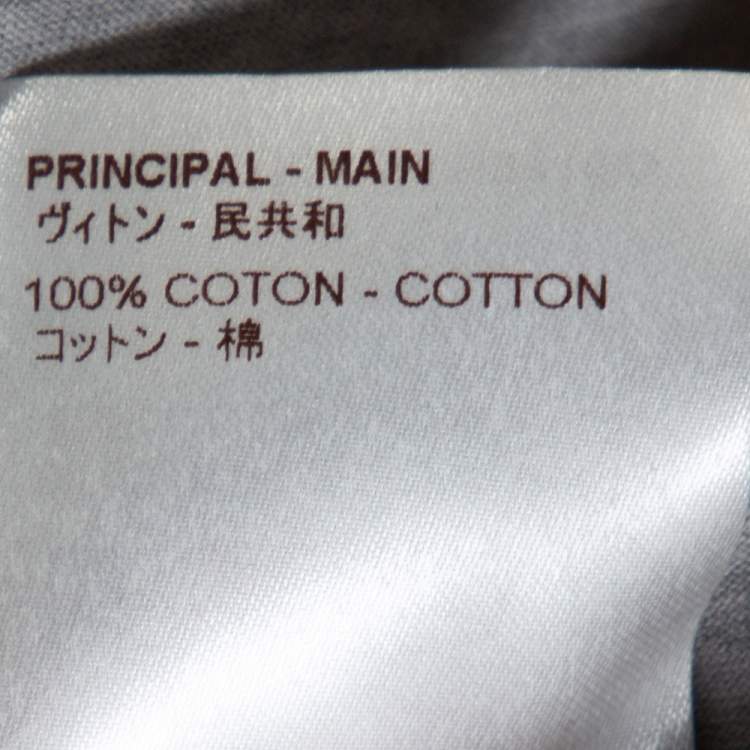 PRINCIPAL - MAIN
ヴィトン - 民共和
100% COTON - COTTON
コットン - 棉